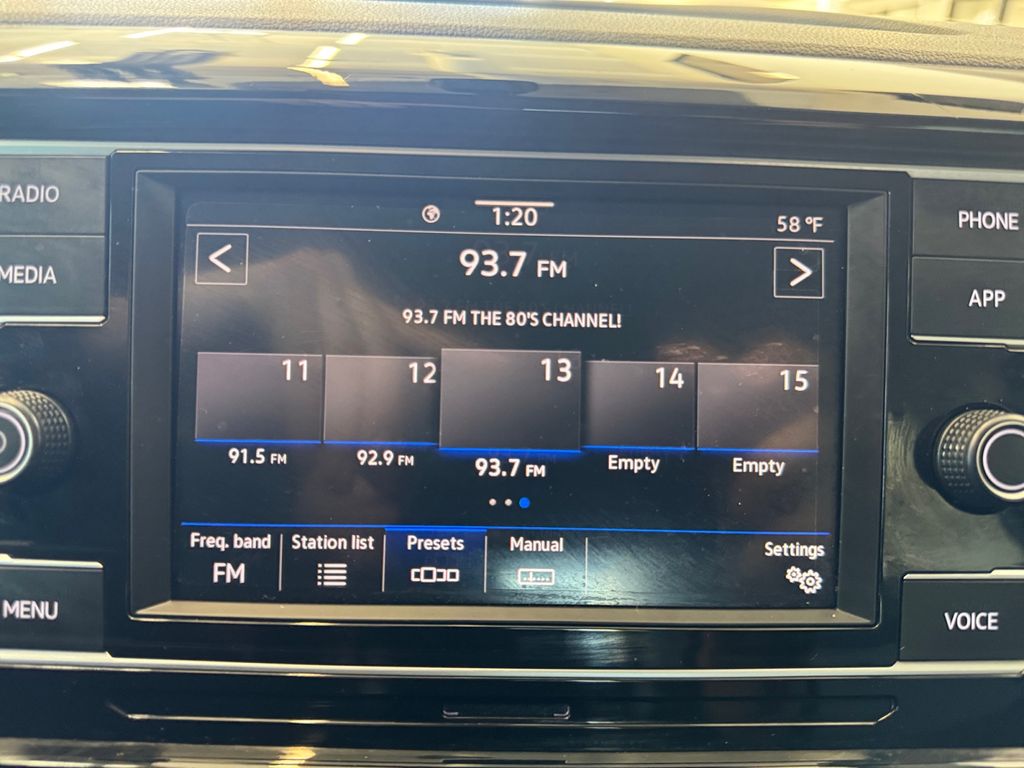 RADIO
MEDIA
MENU
1:20
58 °F
93.7 FM
93.7 FM THE 80'S CHANNEL!
11 12 13 14 15
91.5 FM 92.9 FM 93.7 FM Empty Empty
Freq. band Station list Presets Manual Settings
FM
PHONE
APP
VOICE